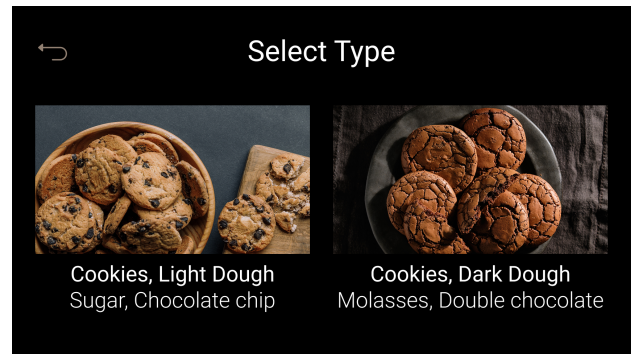 Select Type
Cookies, Light Dough
Sugar, Chocolate chip
Cookies, Dark Dough
Molasses, Double chocolate